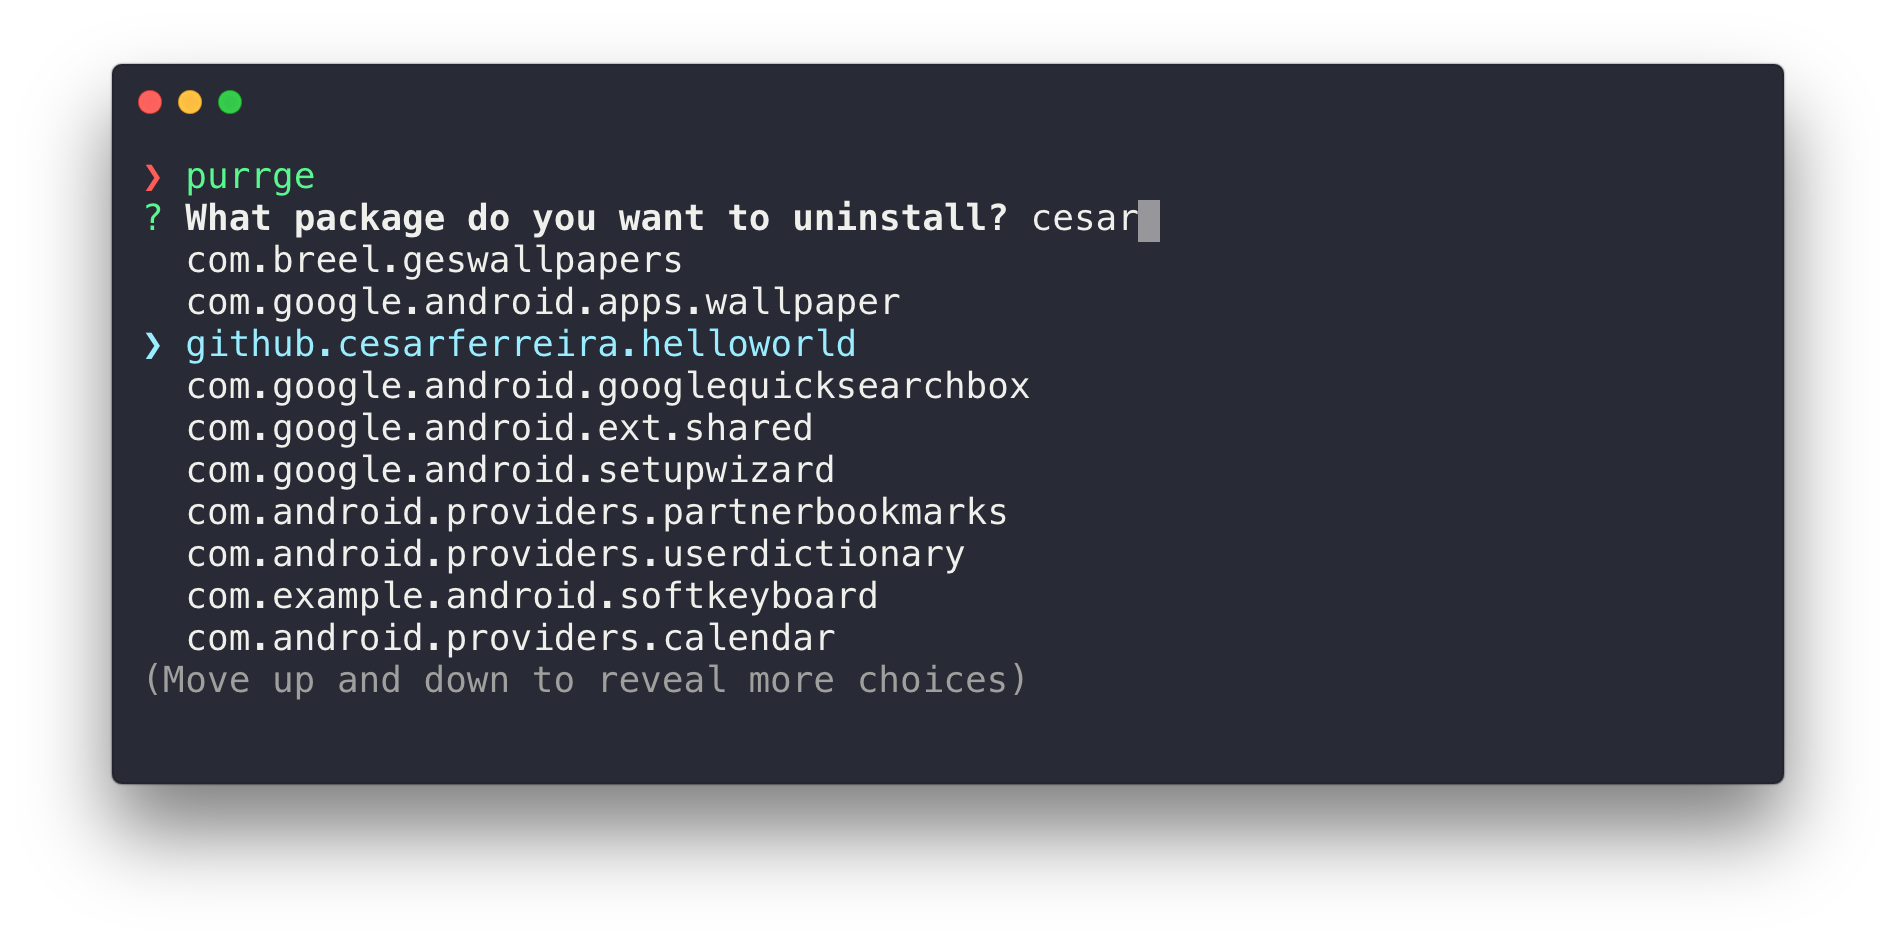 ❯ purrge
? What package do you want to uninstall? cesar
com.breel.geswallpapers
com.google.android.apps.wallpaper
❯ github.cesarferreira.helloworld
com.google.android.googlequicksearchbox
com.google.android.ext.shared
com.google.android.setupwizard
com.android.providers.partnerbookmarks
com.android.providers.userdictionary
com.example.android.softkeyboard
com.android.providers.calendar
(Move up and down to reveal more choices)